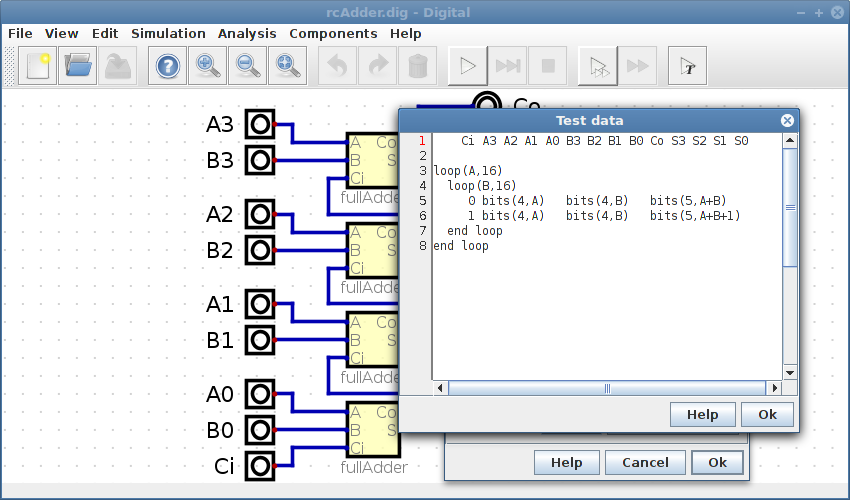 rcAdder.dig - Digital
File View Edit Simulation Analysis Components Help
Co
A3
B3
A2
B2
A1
B1
A0
B0
Ci
A Co
B S
Ci
fullAdder
A Co
B S
Ci
fullAdder
A Co
B S
Ci
fullAdder
A Co
B S
Ci
fullAdder
Test data
1 Ci A3 A2 A1 A0 B3 B2 B1 B0 Co S3 S2 S1 S0
2
3 loop(A,16)
4 loop(B,16)
5 0 bits(4,A) bits(4,B) bits(5,A+B)
6 1 bits(4,A) bits(4,B) bits(5,A+B+1)
7 end loop
8 end loop
Help Ok
Help Cancel Ok